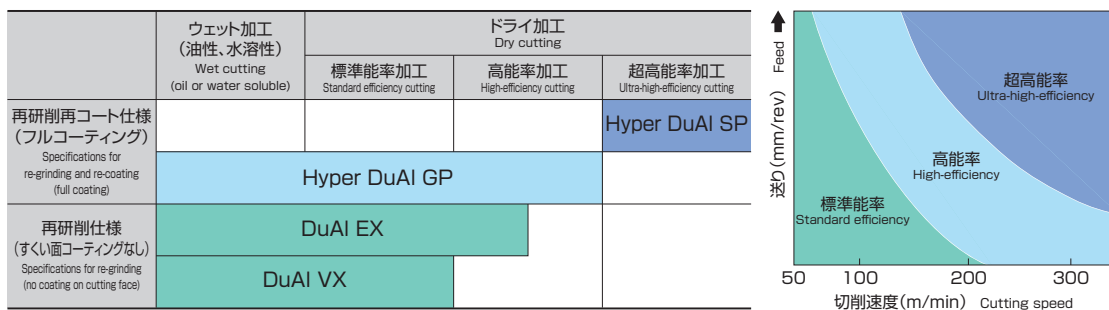 ウェット加工
（油性、水溶性）
Wet cutting
(oil or water soluble)
ドライ加工
Dry cutting
標準能率加工
Standard efficiency cutting
高能率加工
High-efficiency cutting
超高能率加工
Ultra-high-efficiency cutting
再研削再コート仕様
（フルコーティング）
Specifications for
re-grinding and re-coating
(full coating)
Hyper DuAl SP
Hyper DuAl GP
再研削仕様
（すくい面コーティングなし）
Specifications for re-grinding
(no coating on cutting face)
DuAl EX
DuAl VX
送り（mm/rev） Feed
超高能率
Ultra-high-efficiency
高能率
High-efficiency
標準能率
Standard efficiency
50 100 200 300
切削速度（m/min） Cutting speed